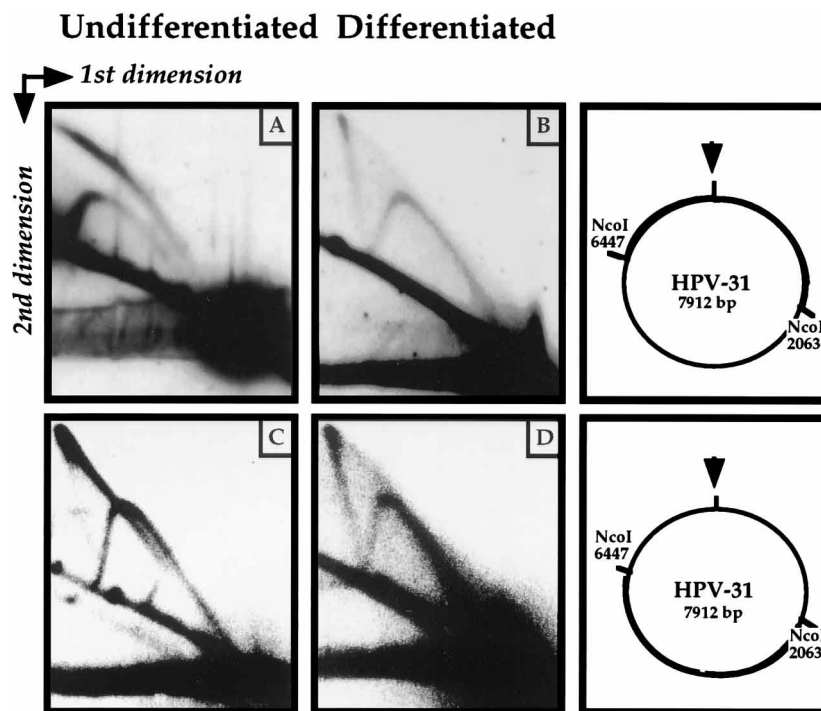 Undifferentiated Differentiated
1st dimension
2nd dimension
A
B
NcoI
6447
HPV-31
7912 bp
NcoI
2063
C
D
NcoI
6447
HPV-31
7912 bp
NcoI
2063